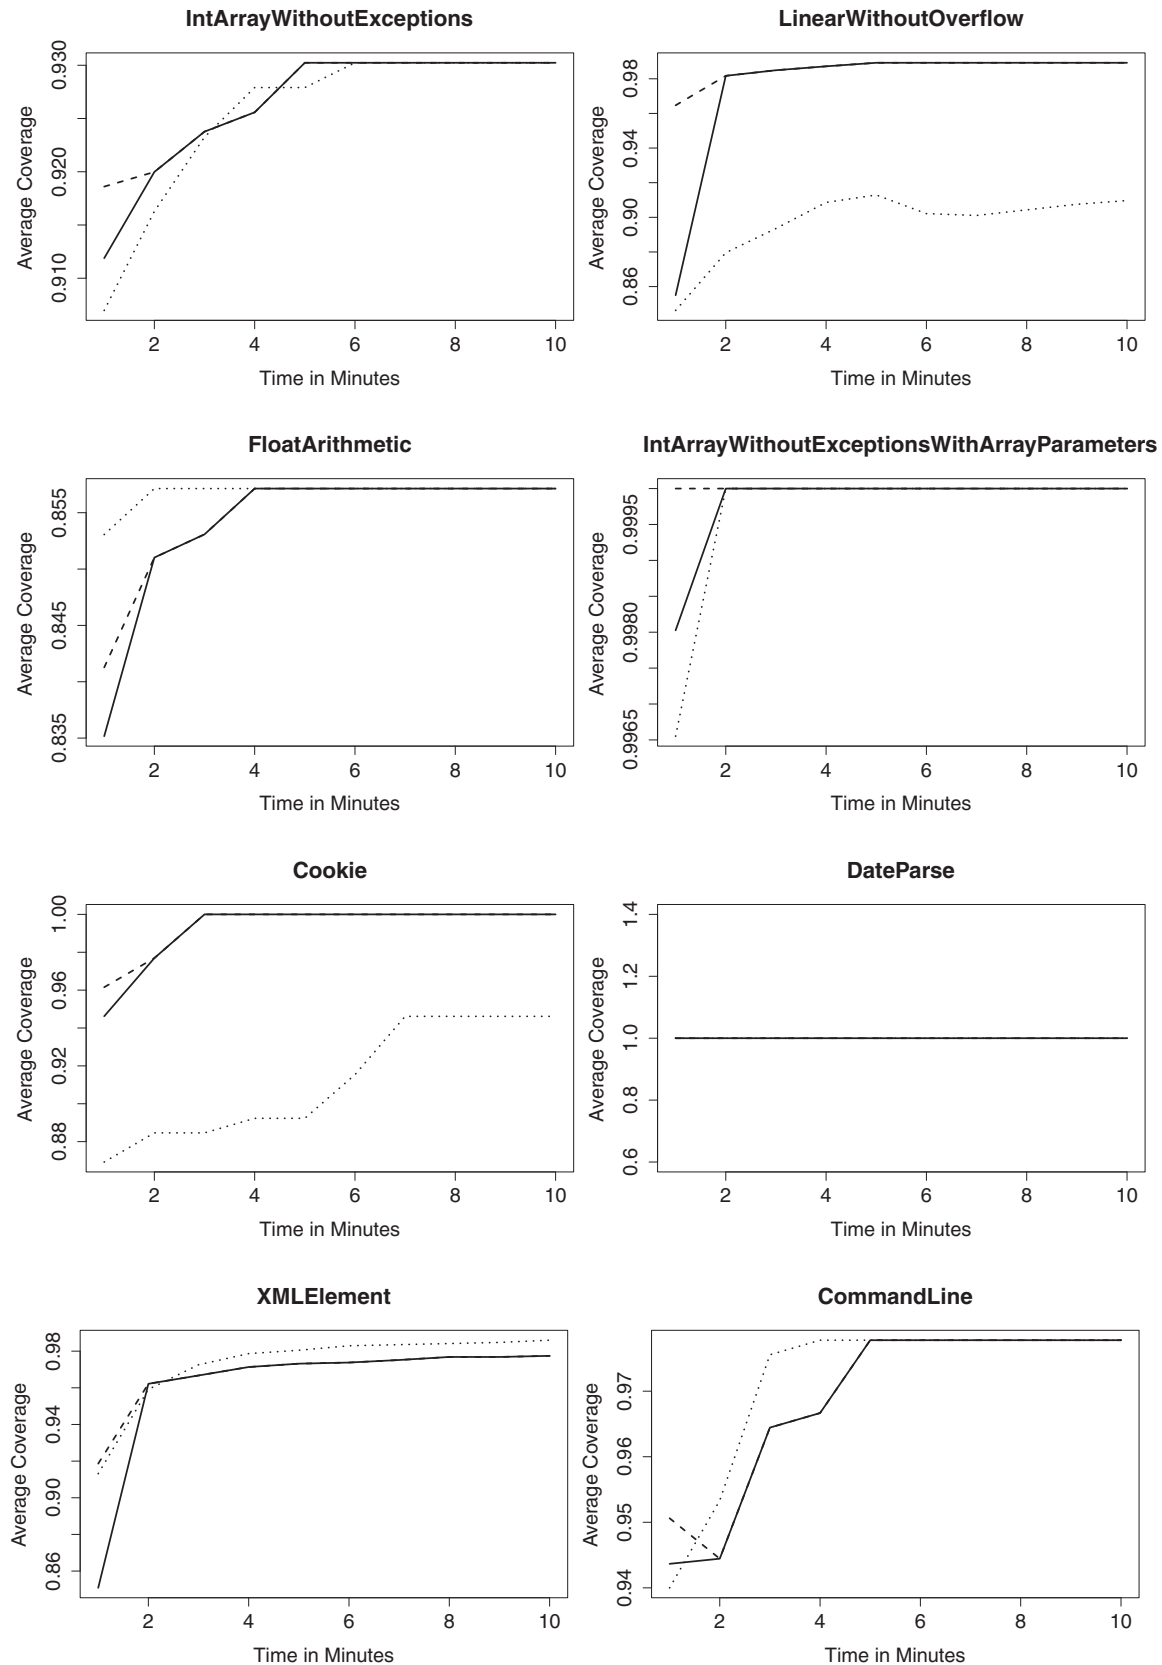 IntArrayWithoutExceptions
Average Coverage
0.930
0.920
0.910
2 4 6 8 10
Time in Minutes
LinearWithoutOverflow
Average Coverage
0.98
0.94
0.90
0.86
2 4 6 8 10
Time in Minutes
FloatArithmetic
Average Coverage
0.855
0.845
0.835
2 4 6 8 10
Time in Minutes
IntArrayWithoutExceptionsWithArrayParameters
Average Coverage
0.9995
0.9980
0.9965
2 4 6 8 10
Time in Minutes
Cookie
Average Coverage
1.00
0.96
0.92
0.88
2 4 6 8 10
Time in Minutes
DateParse
Average Coverage
1.4
1.2
1.0
0.8
0.6
2 4 6 8 10
Time in Minutes
XMLElement
Average Coverage
0.98
0.94
0.90
0.86
2 4 6 8 10
Time in Minutes
CommandLine
Average Coverage
0.97
0.96
0.95
0.94
2 4 6 8 10
Time in Minutes